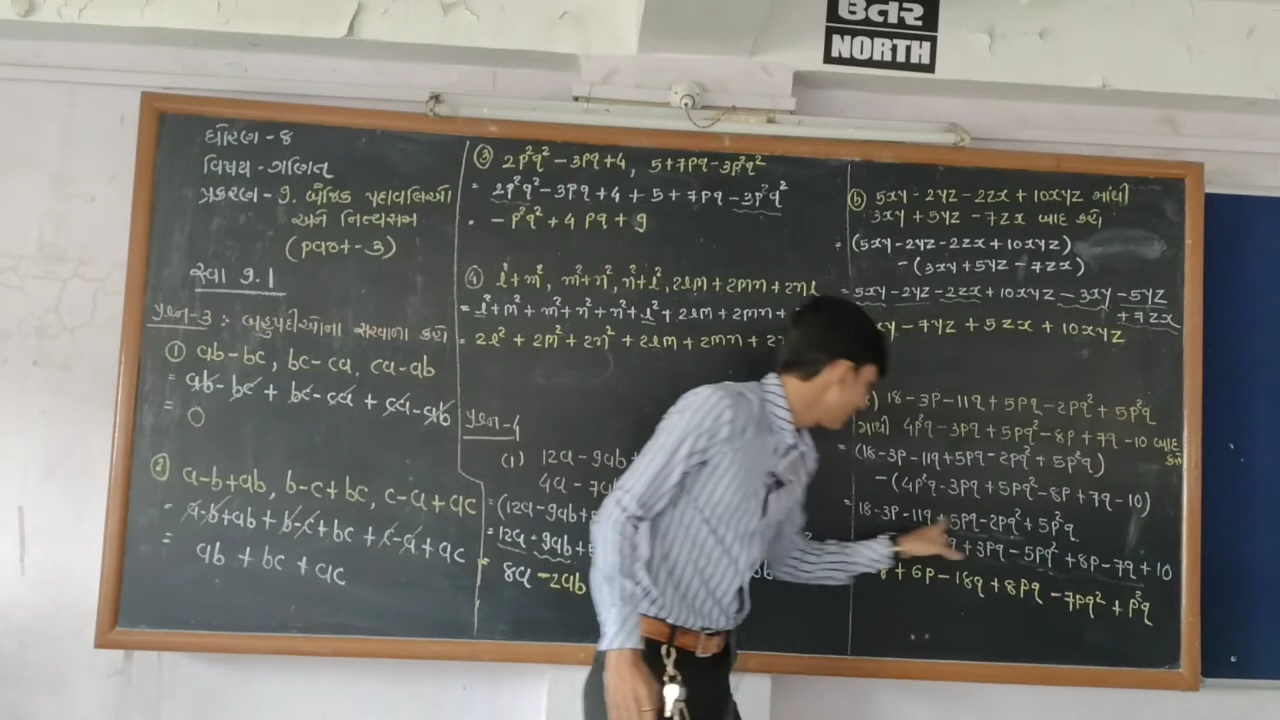 ઉતર
NORTH
ધોરણ - ૮
વિષય - ગણિત
પ્રકરણ - 9. બૈજિક પદાવલિઓ
અને નિત્યસમ
(પાર્ટ - 3)
સ્વા 9.1
પ્રશ્ન-3 : બહુપદીઓના સરવાળા કરો
① ab-bc, bc-ca, ca-ab
= ab-bc + bc-ca + ca-ab
= 0
② a-b+ab, b-c+bc, c-a+ac
= a-b+ab + b-c+bc + c-a+ac
= ab + bc + ac
③ 2p²q² - 3pq + 4, 5 + 7pq - 3p²q²
= 2p²q² - 3pq + 4 + 5 + 7pq - 3p²q²
= - p²q² + 4pq + 9
④ l²+m², m²+n², n²+l², 2lm+2mn+2nl
= l²+m² + m²+n² + n²+l² + 2lm+2mn+
= 2l² + 2m² + 2n² + 2lm + 2mn + 2
પ્રશ્ન-4
(1) 12a - 9ab +
4a - 7ab
= (12a - 9ab + 5
= 12a - 9ab + 5
= 8a - 2ab
(b) 5xy - 2yz - 2zx + 10xyz માંથી
3xy + 5yz - 7zx બાદ કરો
= (5xy - 2yz - 2zx + 10xyz)
- (3xy + 5yz - 7zx)
= 5xy - 2yz - 2zx + 10xyz - 3xy - 5yz
+ 7zx
xy - 7yz + 5zx + 10xyz
) 18 - 3p - 11q + 5pq - 2pq² + 5p²q
માંથી 4p²q - 3pq + 5pq² - 8p + 7q - 10 બાદ
કરો
= (18 - 3p - 11q + 5pq - 2pq² + 5p²q)
- (4p²q - 3pq + 5pq² - 8p + 7q - 10)
= 18 - 3p - 11q + 5pq - 2pq² + 5p²q
q + 3pq - 5pq² + 8p - 7q + 10
8 + 6p - 18q + 8pq - 7pq² + p²q